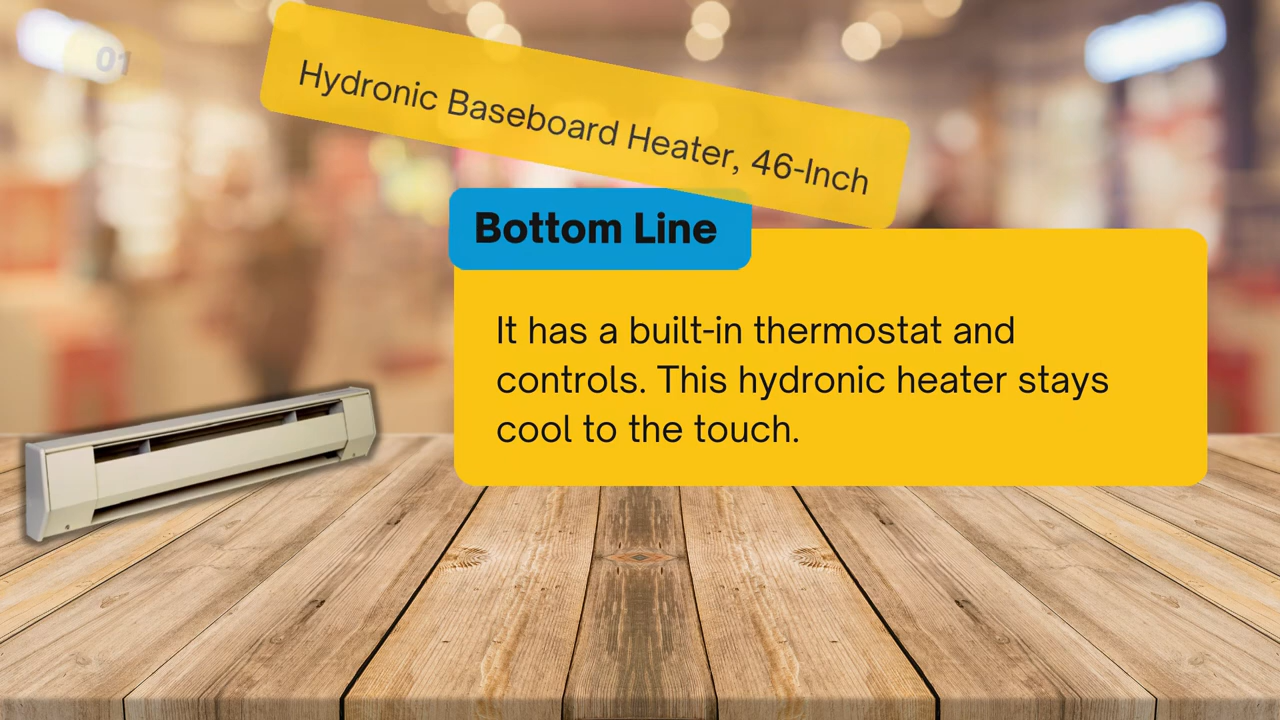 01
Hydronic Baseboard Heater, 46-Inch
Bottom Line
It has a built-in thermostat and
controls. This hydronic heater stays
cool to the touch.